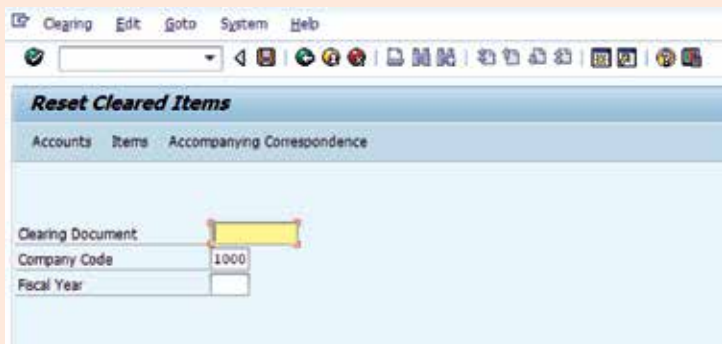 Clearing Edit Goto System Help
Reset Cleared Items
Accounts Items Accompanying Correspondence
Clearing Document
Company Code 1000
Fiscal Year